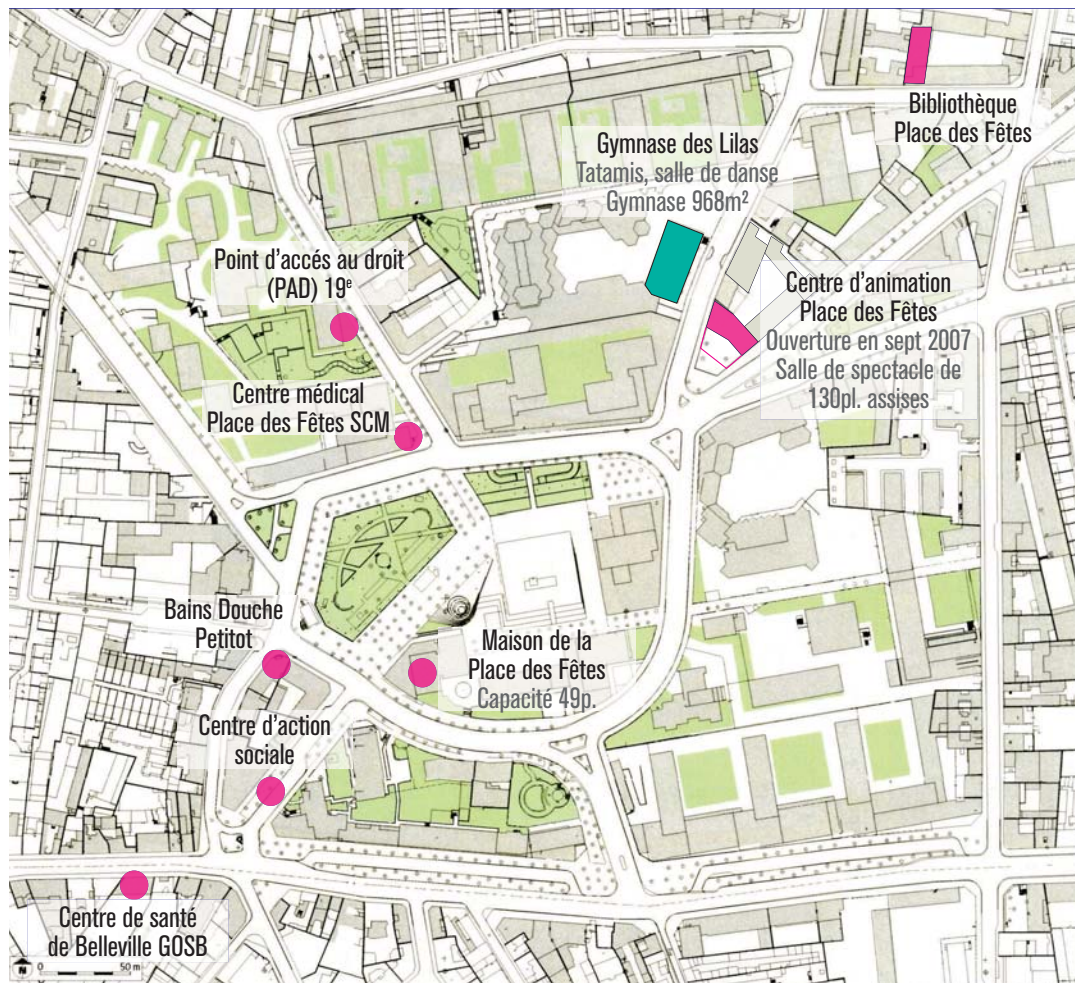 Bibliothèque
Place des Fêtes
Gymnase des Lilas
Tatamis, salle de danse
Gymnase 968m²
Point d'accés au droit
(PAD) 19e
Centre d'animation
Place des Fêtes
Ouverture en sept 2007
Salle de spectacle de
130pl. assises
Centre médical
Place des Fêtes SCM
Bains Douche
Petitot
Maison de la
Place des Fêtes
Capacité 49p.
Centre d'action
sociale
Centre de santé
de Belleville GOSB
N
0 50 m